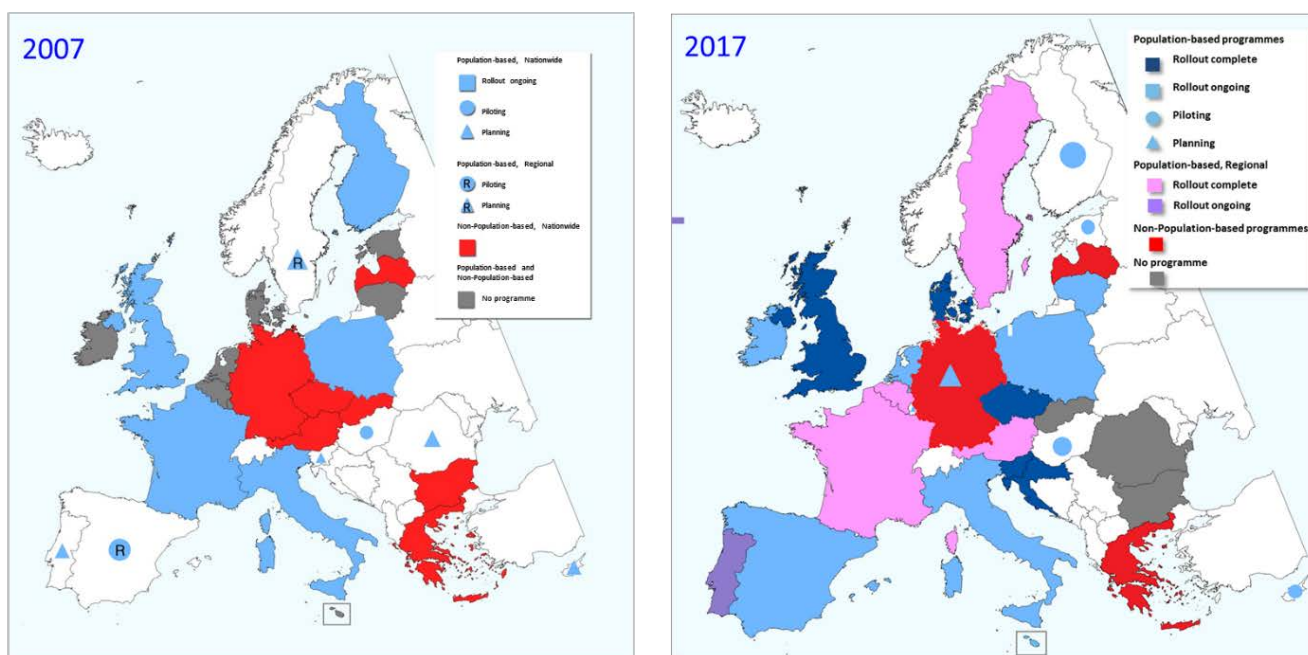 2007
Population-based, Nationwide
Rollout ongoing
Piloting
Planning
Population-based, Regional
R Piloting
R Planning
Non-Population-based, Nationwide
Population-based and
Non-Population-based
No programme
R
R
2017
Population-based programmes
Rollout complete
Rollout ongoing
Piloting
Planning
Population-based, Regional
Rollout complete
Rollout ongoing
Non-Population-based programmes
No programme